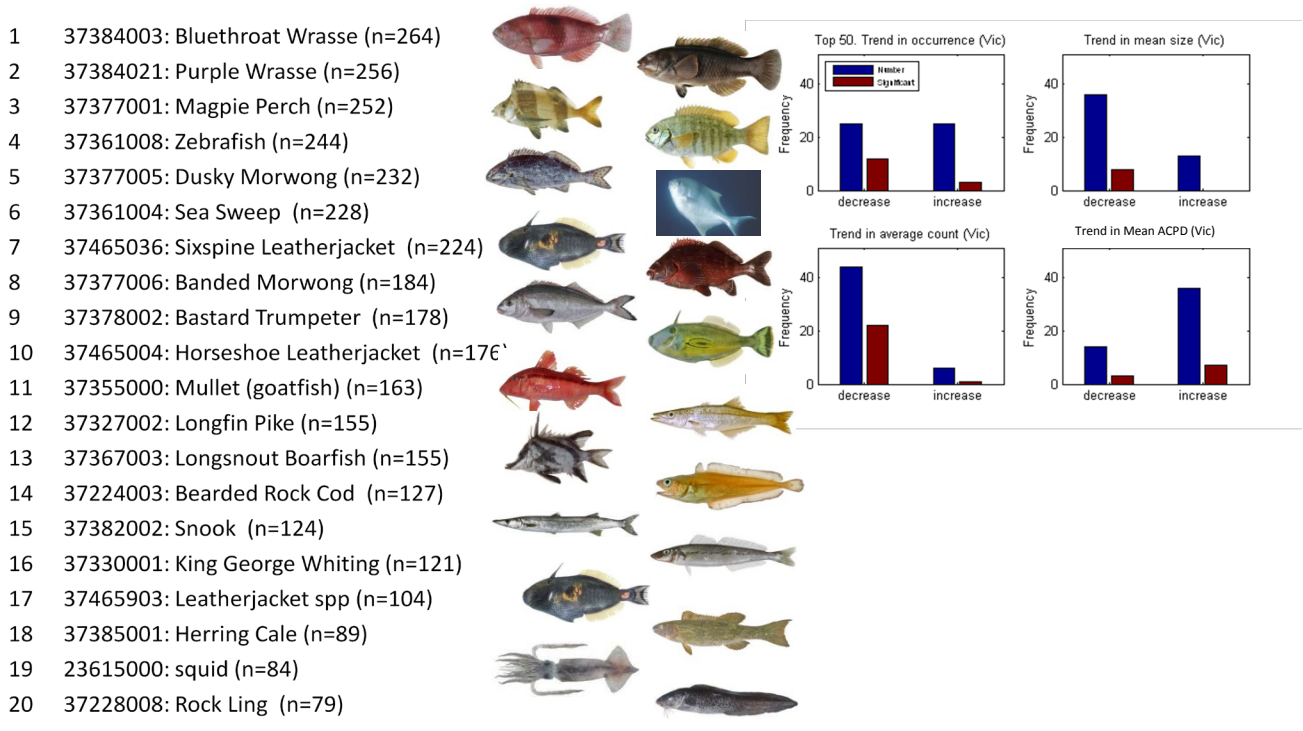 1 37384003: Bluethroat Wrasse (n=264)
2 37384021: Purple Wrasse (n=256)
3 37377001: Magpie Perch (n=252)
4 37361008: Zebrafish (n=244)
5 37377005: Dusky Morwong (n=232)
6 37361004: Sea Sweep (n=228)
7 37465036: Sixspine Leatherjacket (n=224)
8 37377006: Banded Morwong (n=184)
9 37378002: Bastard Trumpeter (n=178)
10 37465004: Horseshoe Leatherjacket (n=176
11 37355000: Mullet (goatfish) (n=163)
12 37327002: Longfin Pike (n=155)
13 37367003: Longsnout Boarfish (n=155)
14 37224003: Bearded Rock Cod (n=127)
15 37382002: Snook (n=124)
16 37330001: King George Whiting (n=121)
17 37465903: Leatherjacket spp (n=104)
18 37385001: Herring Cale (n=89)
19 23615000: squid (n=84)
20 37228008: Rock Ling (n=79)
Top 50. Trend in occurrence (Vic)
Number
Significant
Frequency
40
20
0
decrease increase
Trend in mean size (Vic)
Frequency
40
20
0
decrease increase
Trend in average count (Vic)
Frequency
40
20
0
decrease increase
Trend in Mean ACPD (Vic)
Frequency
40
20
0
decrease increase